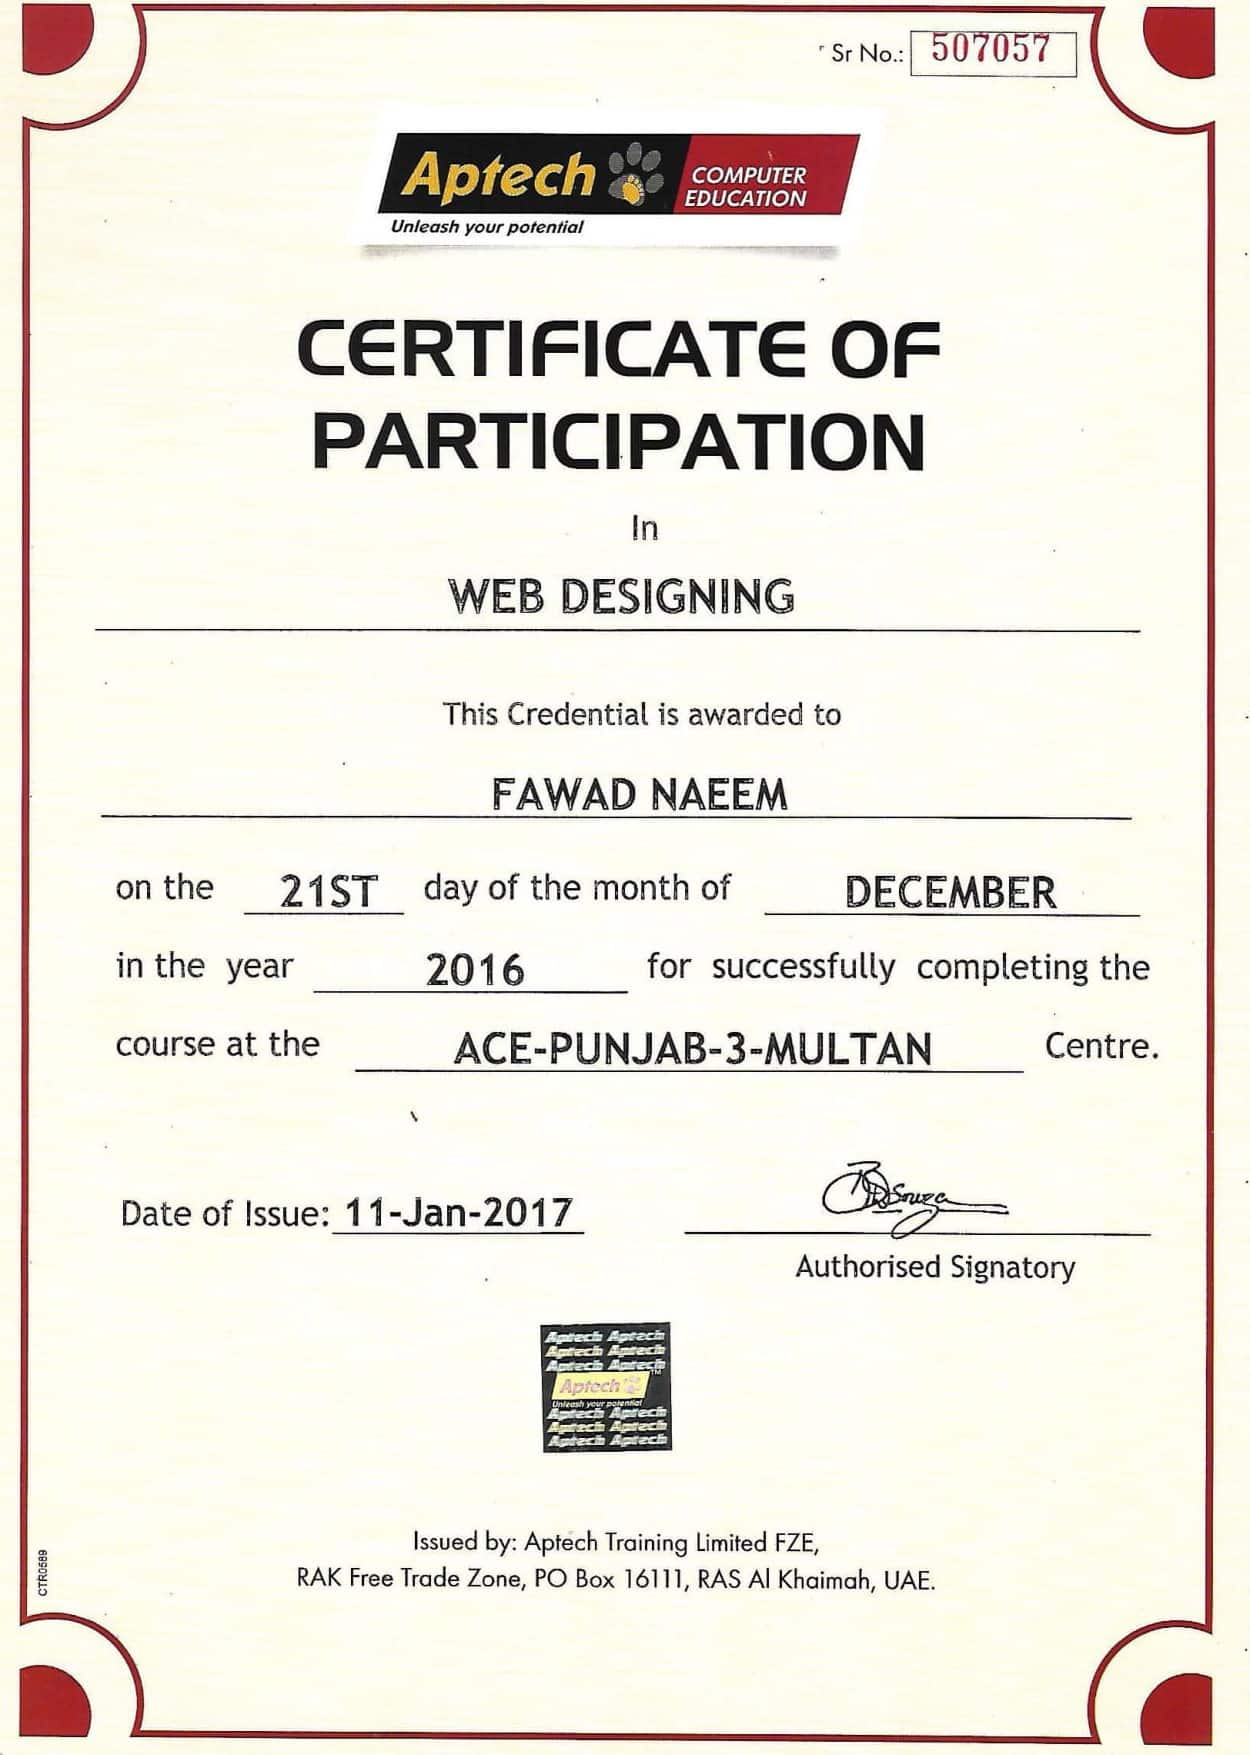 Sr No.: 507057
Aptech COMPUTER EDUCATION
Unleash your potential
CERTIFICATE OF
PARTICIPATION
In
WEB DESIGNING
This Credential is awarded to
FAWAD NAEEM
on the 21ST day of the month of DECEMBER
in the year 2016 for successfully completing the
course at the ACE-PUNJAB-3-MULTAN Centre.
Date of Issue: 11-Jan-2017
Authorised Signatory
Aptech Aptech
Aptech Aptech
Aptech Aptech
Aptech TM
Unleash your potential
Aptech Aptech
Aptech Aptech
Aptech Aptech
Issued by: Aptech Training Limited FZE,
RAK Free Trade Zone, PO Box 16111, RAS Al Khaimah, UAE.
CTR0589